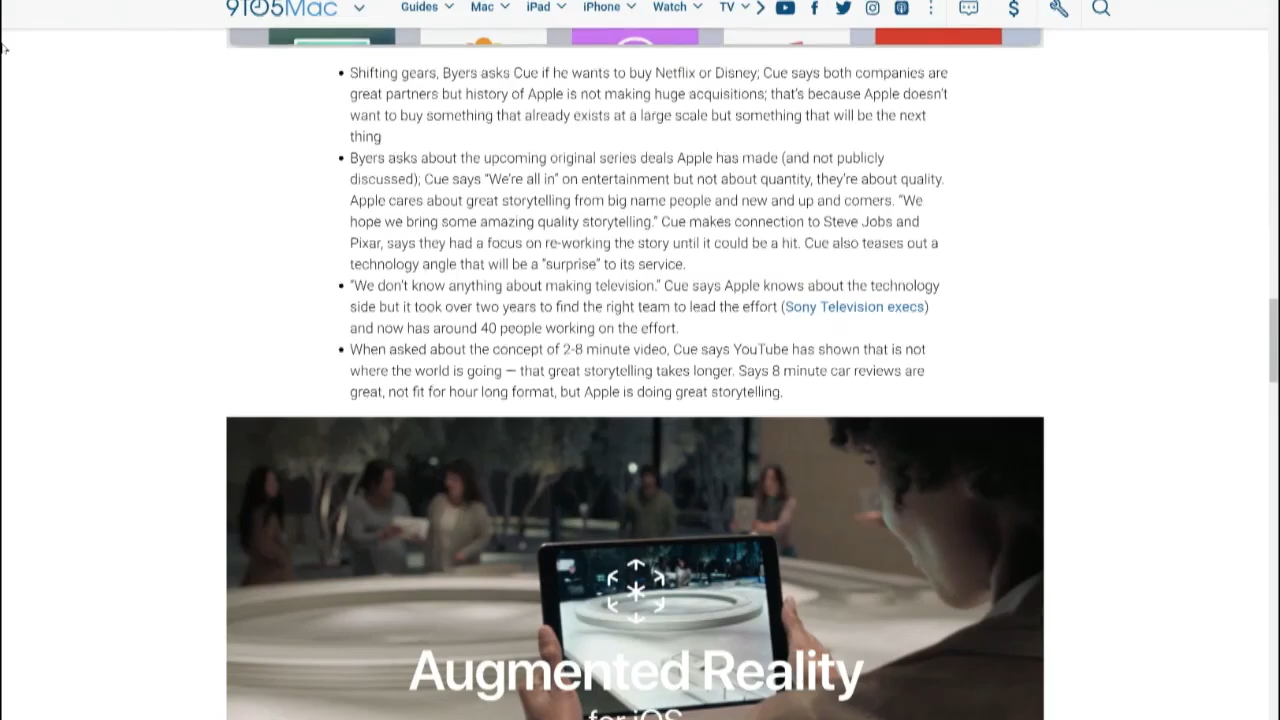 9TO5Mac Guides Mac iPad iPhone Watch TV $
Shifting gears, Byers asks Cue if he wants to buy Netflix or Disney; Cue says both companies are
great partners but history of Apple is not making huge acquisitions; that's because Apple doesn't
want to buy something that already exists at a large scale but something that will be the next
thing
Byers asks about the upcoming original series deals Apple has made (and not publicly
discussed); Cue says "We're all in" on entertainment but not about quantity, they're about quality.
Apple cares about great storytelling from big name people and new and up and comers. "We
hope we bring some amazing quality storytelling." Cue makes connection to Steve Jobs and
Pixar, says they had a focus on re-working the story until it could be a hit. Cue also teases out a
technology angle that will be a "surprise" to its service.
"We don't know anything about making television." Cue says Apple knows about the technology
side but it took over two years to find the right team to lead the effort (Sony Television execs)
and now has around 40 people working on the effort.
When asked about the concept of 2-8 minute video, Cue says YouTube has shown that is not
where the world is going — that great storytelling takes longer. Says 8 minute car reviews are
great, not fit for hour long format, but Apple is doing great storytelling.
Augmented Reality
for iOS